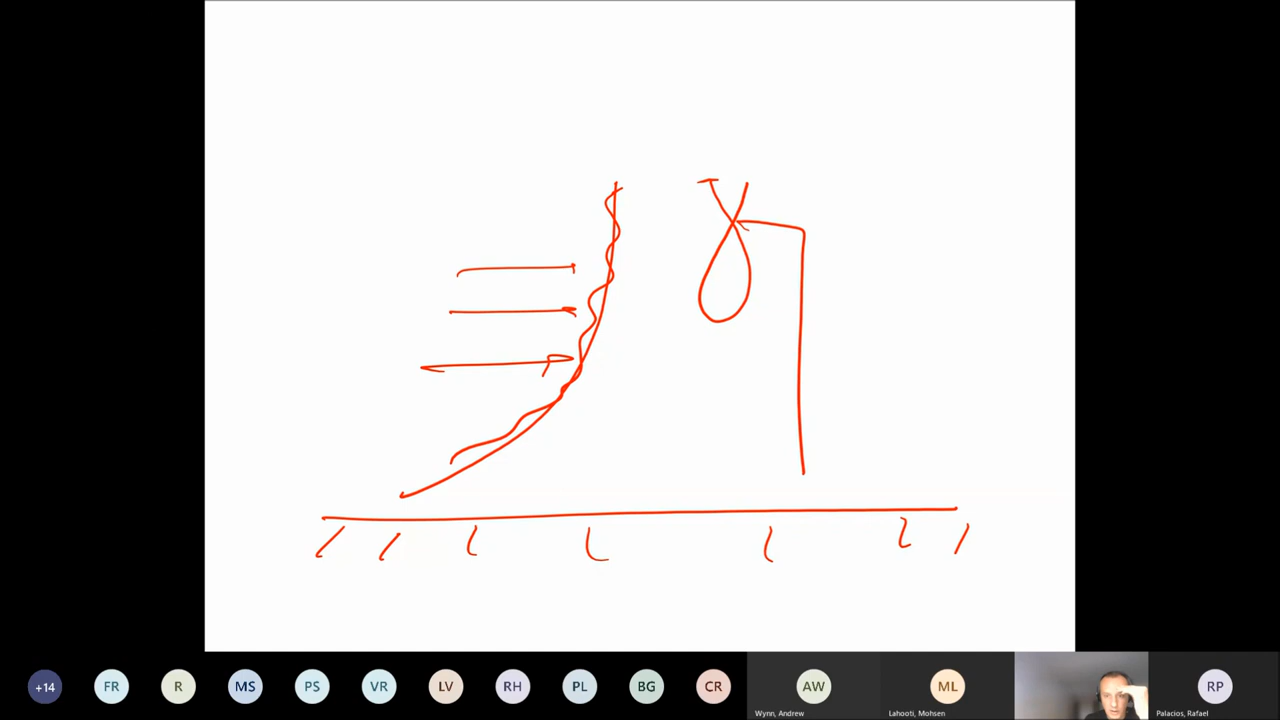 +14
FR
R
MS
PS
VR
LV
RH
PL
BG
CR
AW
ML
RP
Wynn, Andrew
Lahooti, Mohsen
Palacios, Rafael